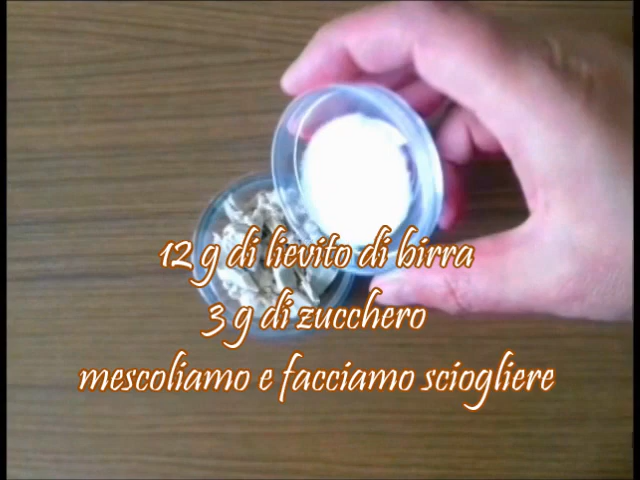 12 g di lievito di birra
3 g di zucchero
mescoliamo e facciamo sciogliere